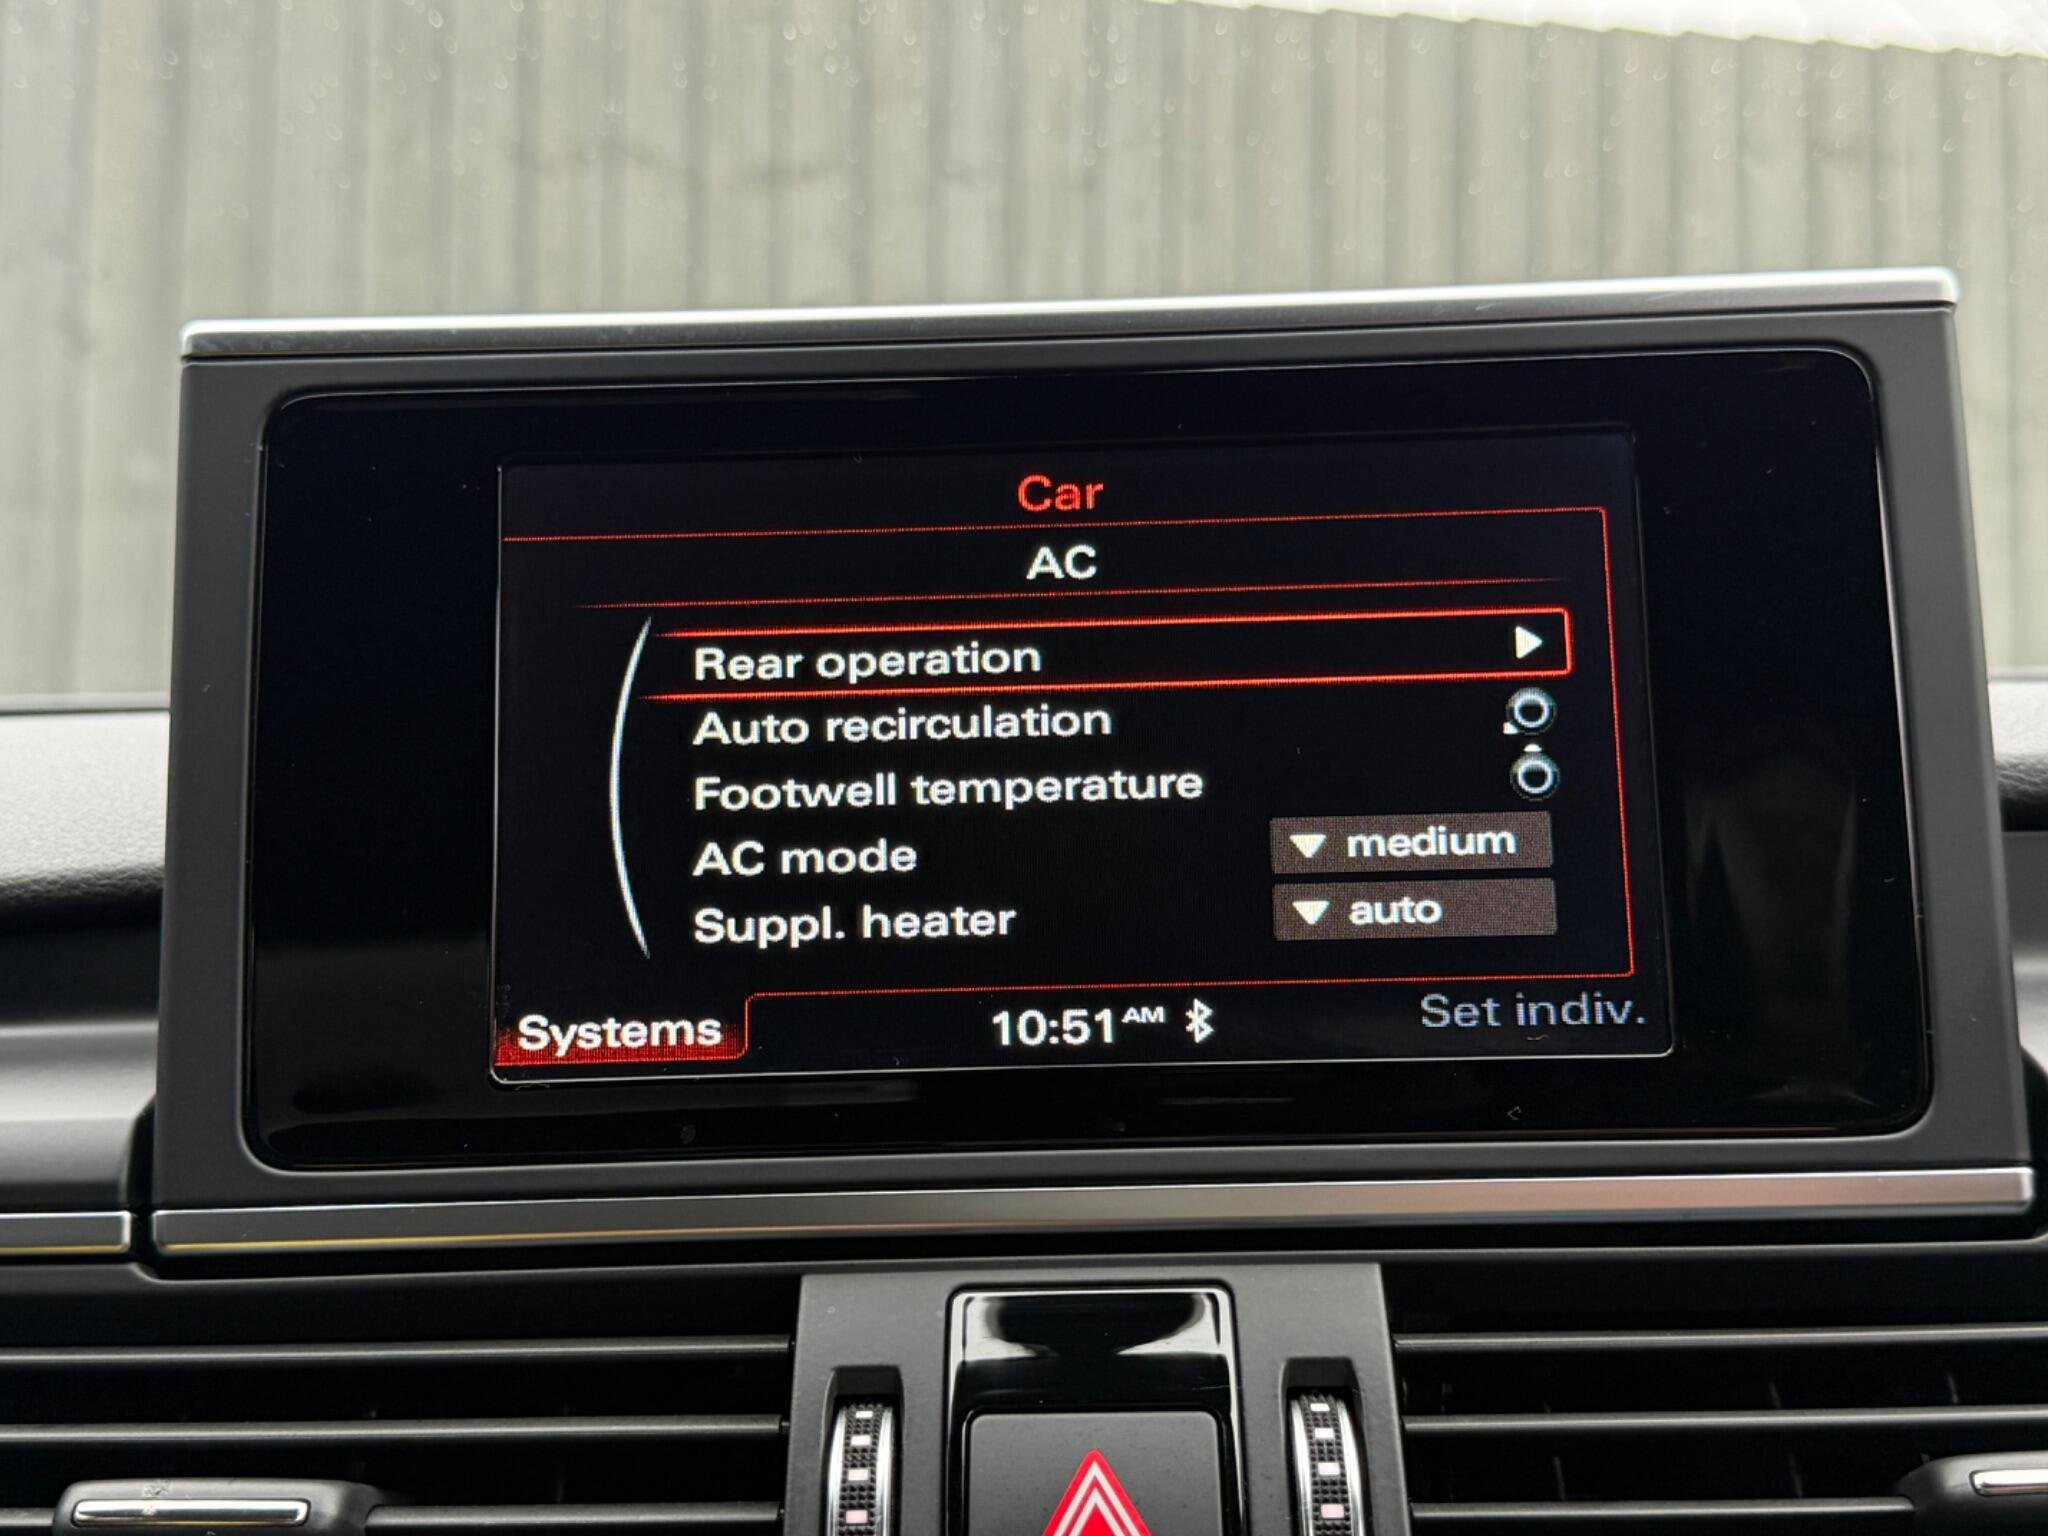 Car
AC
Rear operation
Auto recirculation
Footwell temperature
AC mode medium
Suppl. heater auto
Systems 10:51 AM Set indiv.